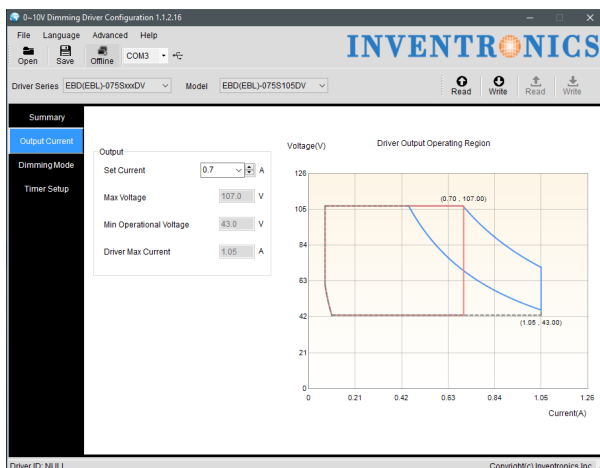 0~10V Dimming Driver Configuration 1.1.2.16
File Language Advanced Help
Open Save Offline COM3
INVENTRONICS
Driver Series EBD(EBL)-075SxxxDV Model EBD(EBL)-075S105DV Read Write Read Write
Summary
Output Current
Dimming Mode
Timer Setup
Output
Set Current 0.7 A
Max Voltage 107.0 V
Min Operational Voltage 43.0 V
Driver Max Current 1.05 A
Voltage(V) Driver Output Operating Region
126
105
84
63
42
21
0
(0.70 , 107.00)
(1.05 , 43.00)
0 0.21 0.42 0.63 0.84 1.05 1.26
Current(A)
Driver ID: NULL Copyright(c) Inventronics Inc